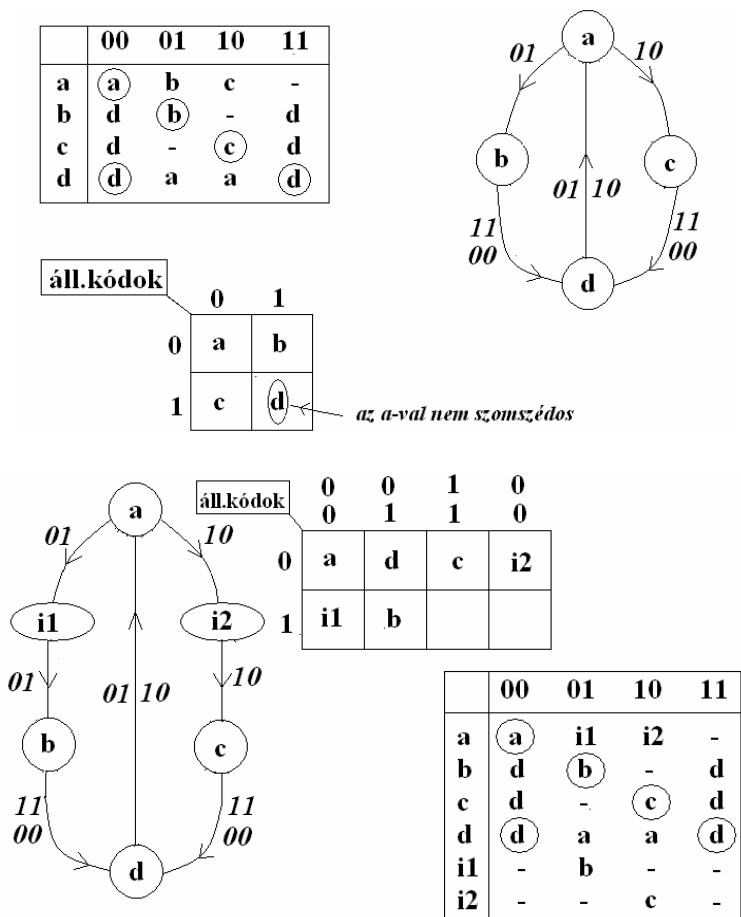 00 01 10 11
a a b c -
b d b - d
c d - c d
d d a a d
a
01 10
b c
01 10
11 00
11 00
d
áll.kódok
0 1
0 a b
1 c d
az a-val nem szomszédos
a
01 10
i1 i2
01 10
01 10
b c
11 00
11 00
d
áll.kódok
0 0 1 0
0 1 1 0
0 a d c i2
1 i1 b
00 01 10 11
a a i1 i2 -
b d b - d
c d - c d
d d a a d
i1 - b - -
i2 - - c -